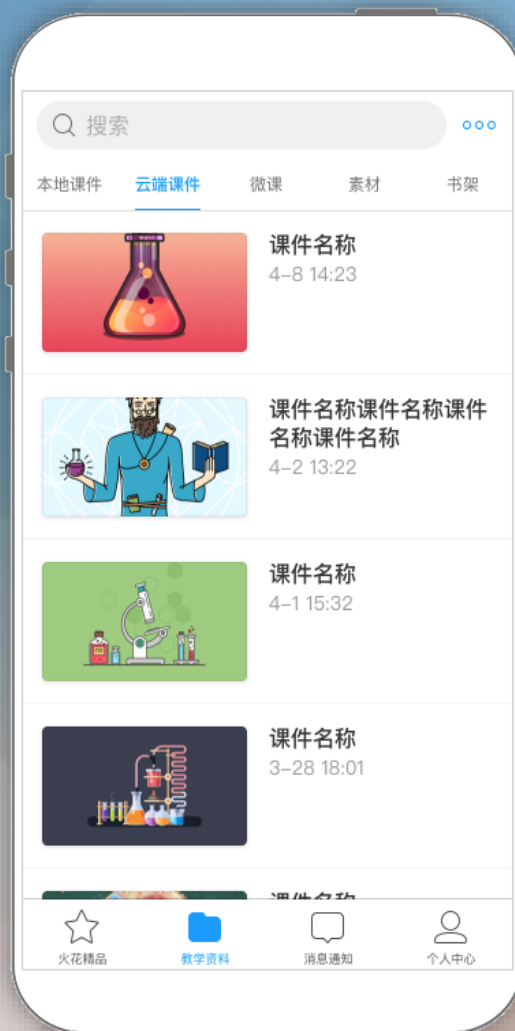 搜索
本地课件 云端课件 微课 素材 书架
课件名称
4-8 14:23
课件名称课件名称课件
名称课件名称
4-2 13:22
课件名称
4-1 15:32
课件名称
3-28 18:01
课件名称
火花精品 教学资料 消息通知 个人中心